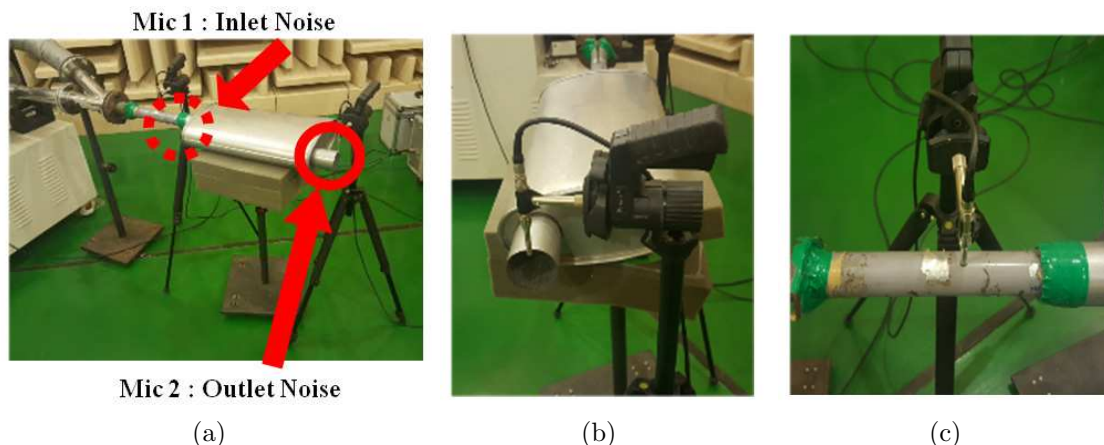 Mic 1 : Inlet Noise
Mic 2 : Outlet Noise
(a)
(b)
(c)